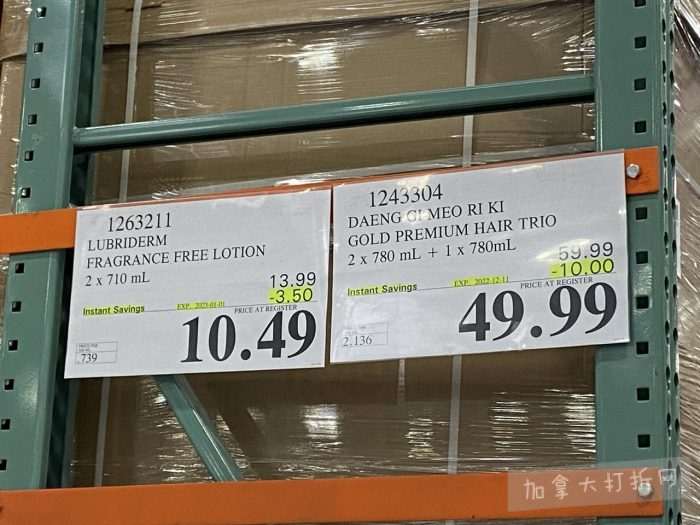 1263211
LUBRIDERM
FRAGRANCE FREE LOTION
2 x 710 mL
13.99
-3.50
Instant Savings
EXP. 2023-01-01
PRICE AT REGISTER
10.49
.739
1243304
DAENG GI MEO RI KI
GOLD PREMIUM HAIR TRIO
2 x 780 mL + 1 x 780mL
59.99
-10.00
Instant Savings
EXP. 2022-12-11
PRICE AT REGISTER
49.99
2.136
加拿大打折网